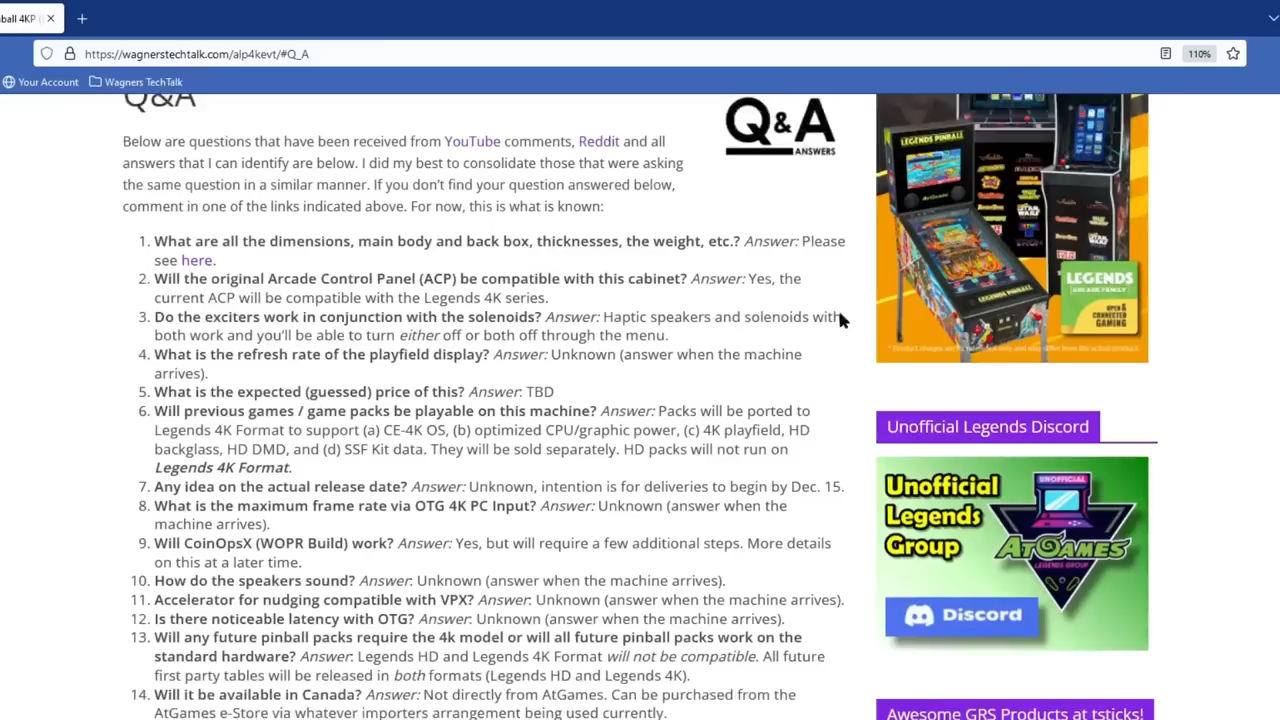 nball 4KP
https://wagnerstechtalk.com/alp4kevt/#Q_A
110%
Your Account
Wagners TechTalk
Q&A
Below are questions that have been received from YouTube comments, Reddit and all
answers that I can identify are below. I did my best to consolidate those that were asking
the same question in a similar manner. If you don't find your question answered below,
comment in one of the links indicated above. For now, this is what is known:
Q&A
ANSWERS
1. What are all the dimensions, main body and back box, thicknesses, the weight, etc.? Answer: Please
see here.
2. Will the original Arcade Control Panel (ACP) be compatible with this cabinet? Answer: Yes, the
current ACP will be compatible with the Legends 4K series.
3. Do the exciters work in conjunction with the solenoids? Answer: Haptic speakers and solenoids with
both work and you'll be able to turn either off or both off through the menu.
4. What is the refresh rate of the playfield display? Answer: Unknown (answer when the machine
arrives).
5. What is the expected (guessed) price of this? Answer: TBD
6. Will previous games / game packs be playable on this machine? Answer: Packs will be ported to
Legends 4K Format to support (a) CE-4K OS, (b) optimized CPU/graphic power, (c) 4K playfield, HD
backglass, HD DMD, and (d) SSF Kit data. They will be sold separately. HD packs will not run on
Legends 4K Format.
7. Any idea on the actual release date? Answer: Unknown, intention is for deliveries to begin by Dec. 15.
8. What is the maximum frame rate via OTG 4K PC Input? Answer: Unknown (answer when the
machine arrives).
9. Will CoinOpsX (WOPR Build) work? Answer: Yes, but will require a few additional steps. More details
on this at a later time.
10. How do the speakers sound? Answer: Unknown (answer when the machine arrives).
11. Accelerator for nudging compatible with VPX? Answer: Unknown (answer when the machine arrives).
12. Is there noticeable latency with OTG? Answer: Unknown (answer when the machine arrives).
13. Will any future pinball packs require the 4k model or will all future pinball packs work on the
standard hardware? Answer: Legends HD and Legends 4K Format will not be compatible. All future
first party tables will be released in both formats (Legends HD and Legends 4K).
14. Will it be available in Canada? Answer: Not directly from AtGames. Can be purchased from the
AtGames e-Store via whatever importers arrangement being used currently.
LEGENDS PINBALL
AtGames
STAR WARS
STAR WARS
LEGENDS PINBALL
LEGENDS
ARCADE FAMILY
OPEN &
CONNECTED
GAMING
Unofficial Legends Discord
Unofficial
Legends
Group
UNOFFICIAL
ATGAMES
LEGENDS GROUP
Discord
Awesome GRS Products at tsticks!